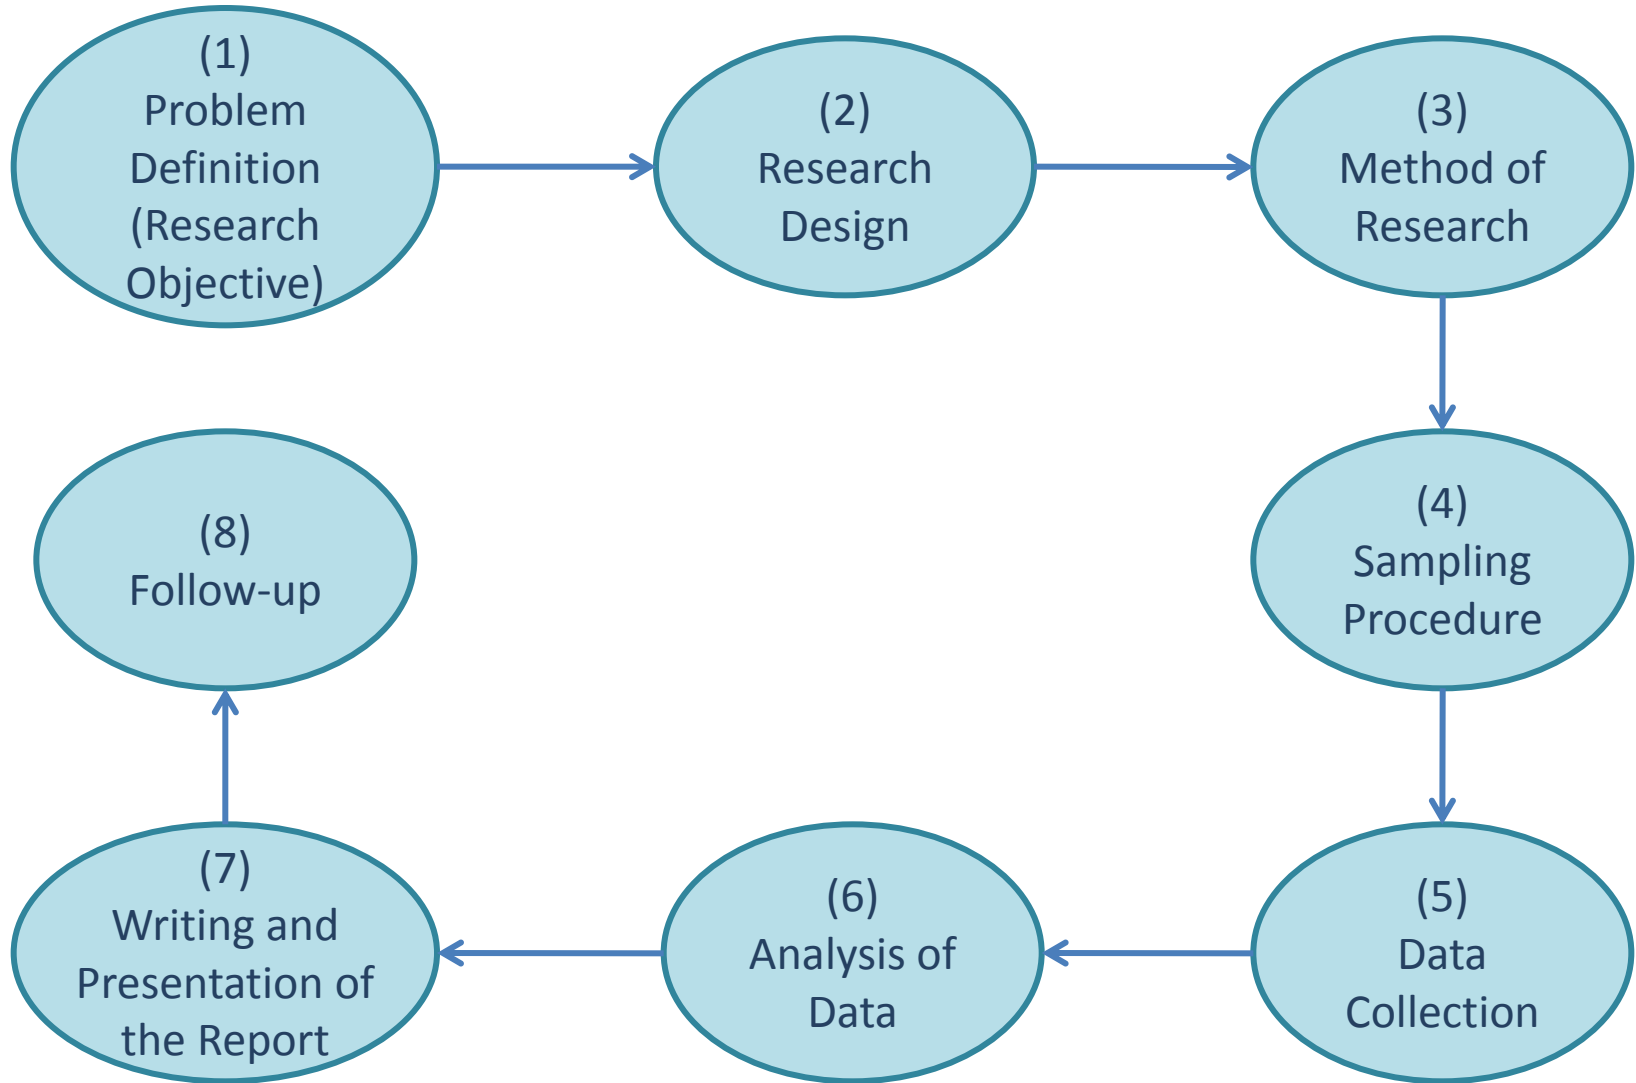 (1)
Problem
Definition
(Research
Objective)
(2)
Research
Design
(3)
Method of
Research
(4)
Sampling
Procedure
(5)
Data
Collection
(6)
Analysis of
Data
(7)
Writing and
Presentation of
the Report
(8)
Follow-up